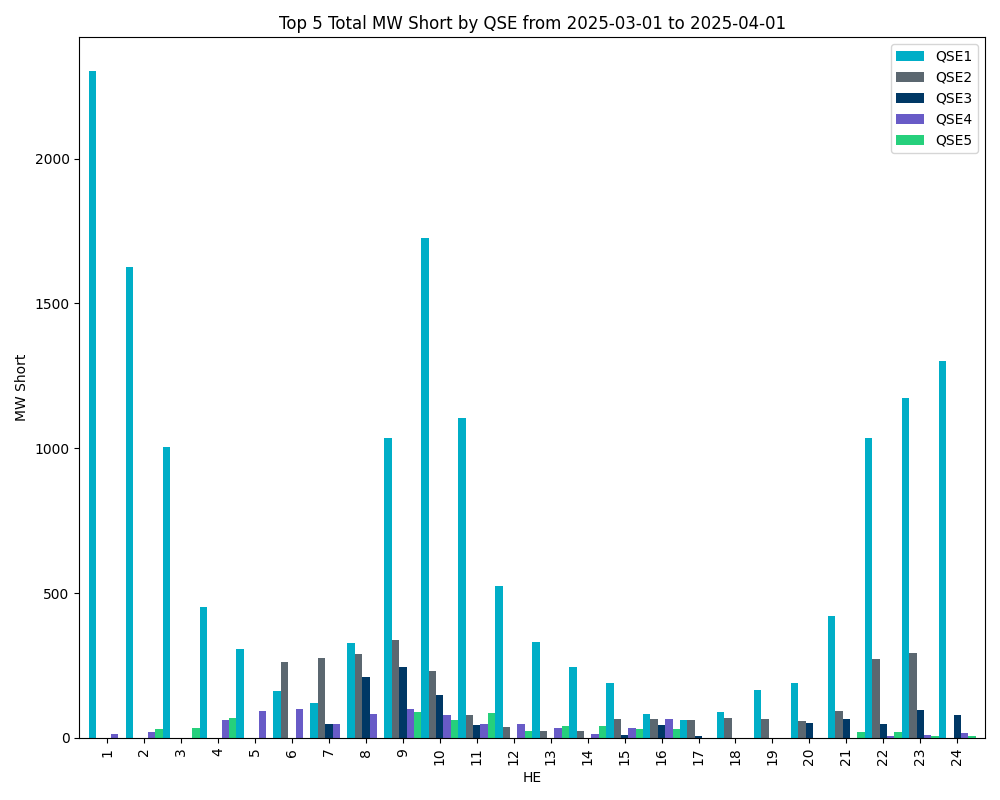 Top 5 Total MW Short by QSE from 2025-03-01 to 2025-04-01
QSE1
QSE2
QSE3
QSE4
QSE5
2000
1500
1000
500
0
MW Short
1 2 3 4 5 6 7 8 9 10 11 12 13 14 15 16 17 18 19 20 21 22 23 24
HE